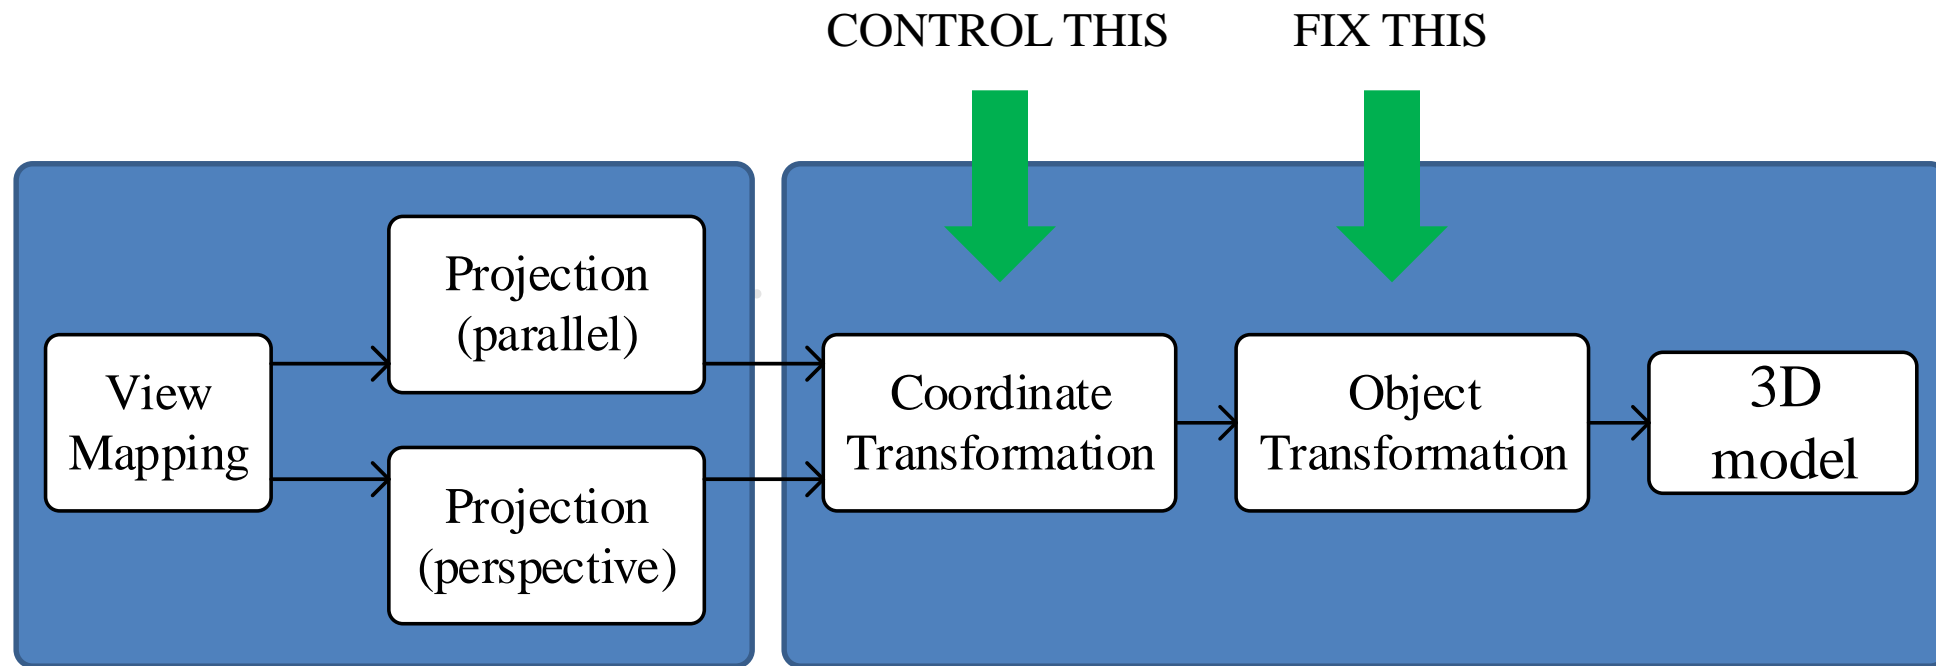 CONTROL THIS
FIX THIS
View
Mapping
Projection
(parallel)
Projection
(perspective)
Coordinate
Transformation
Object
Transformation
3D
model